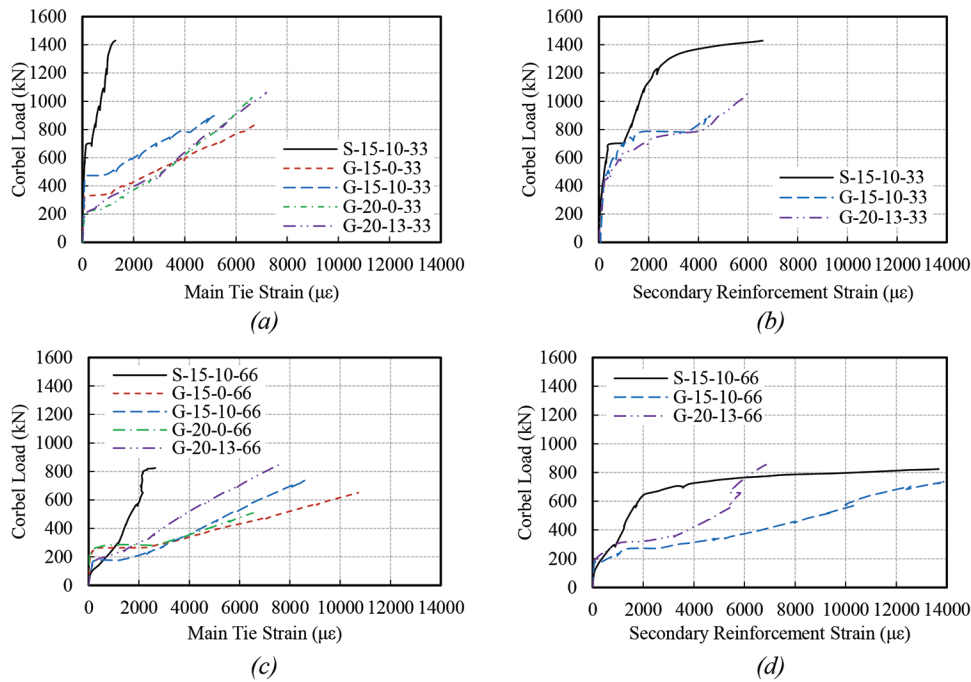 1600
1400
1200
1000
800
600
400
200
0
Corbel Load (kN)
S-15-10-33
G-15-0-33
G-15-10-33
G-20-0-33
G-20-13-33
0 2000 4000 6000 8000 10000 12000 14000
Main Tie Strain (με)
(a)
1600
1400
1200
1000
800
600
400
200
0
Corbel Load (kN)
S-15-10-33
G-15-10-33
G-20-13-33
0 2000 4000 6000 8000 10000 12000 14000
Secondary Reinforcement Strain (με)
(b)
1600
1400
1200
1000
800
600
400
200
0
Corbel Load (kN)
S-15-10-66
G-15-0-66
G-15-10-66
G-20-0-66
G-20-13-66
0 2000 4000 6000 8000 10000 12000 14000
Main Tie Strain (με)
(c)
1600
1400
1200
1000
800
600
400
200
0
Corbel Load (kN)
S-15-10-66
G-15-10-66
G-20-13-66
0 2000 4000 6000 8000 10000 12000 14000
Secondary Reinforcement Strain (με)
(d)